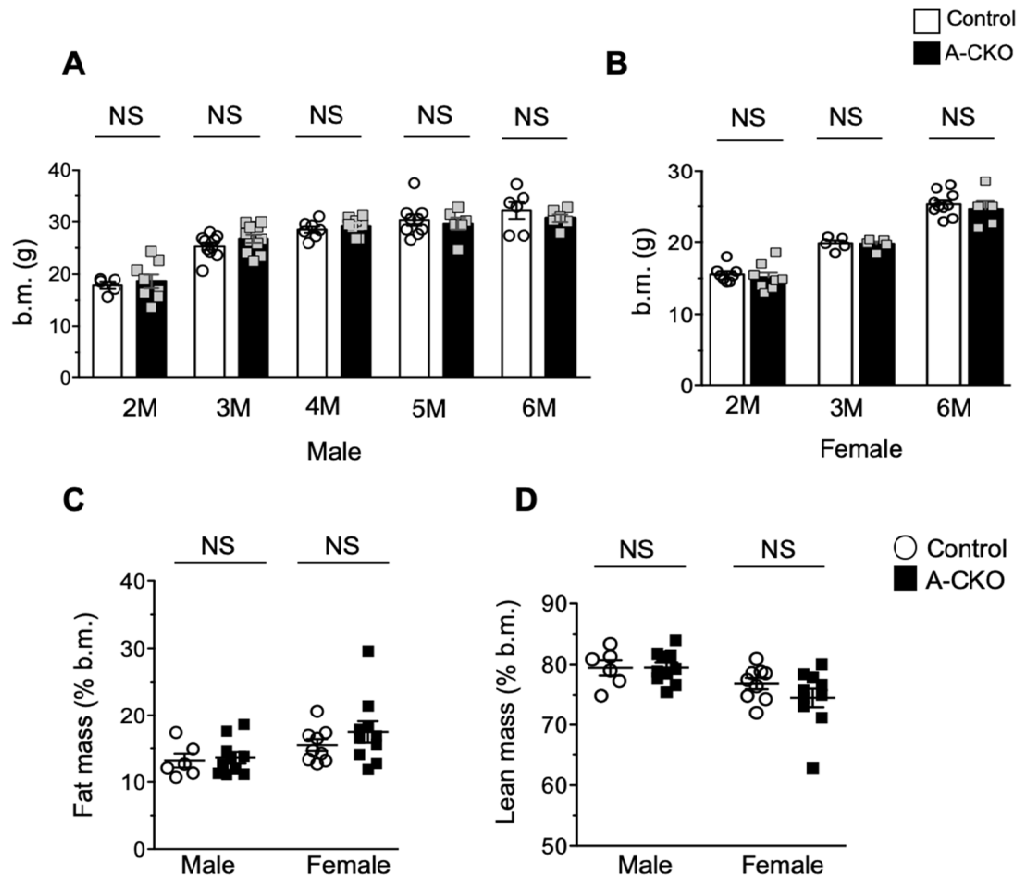 Control
A-CKO
A
B
NS NS NS NS NS
NS NS NS
b.m. (g)
40
30
20
10
0
2M 3M 4M 5M 6M
Male
b.m. (g)
30
20
10
0
2M 3M 6M
Female
C
NS NS
Fat mass (% b.m.)
40
30
20
10
0
Male Female
D
NS NS
Lean mass (% b.m.)
90
80
70
60
50
Male Female
Control
A-CKO